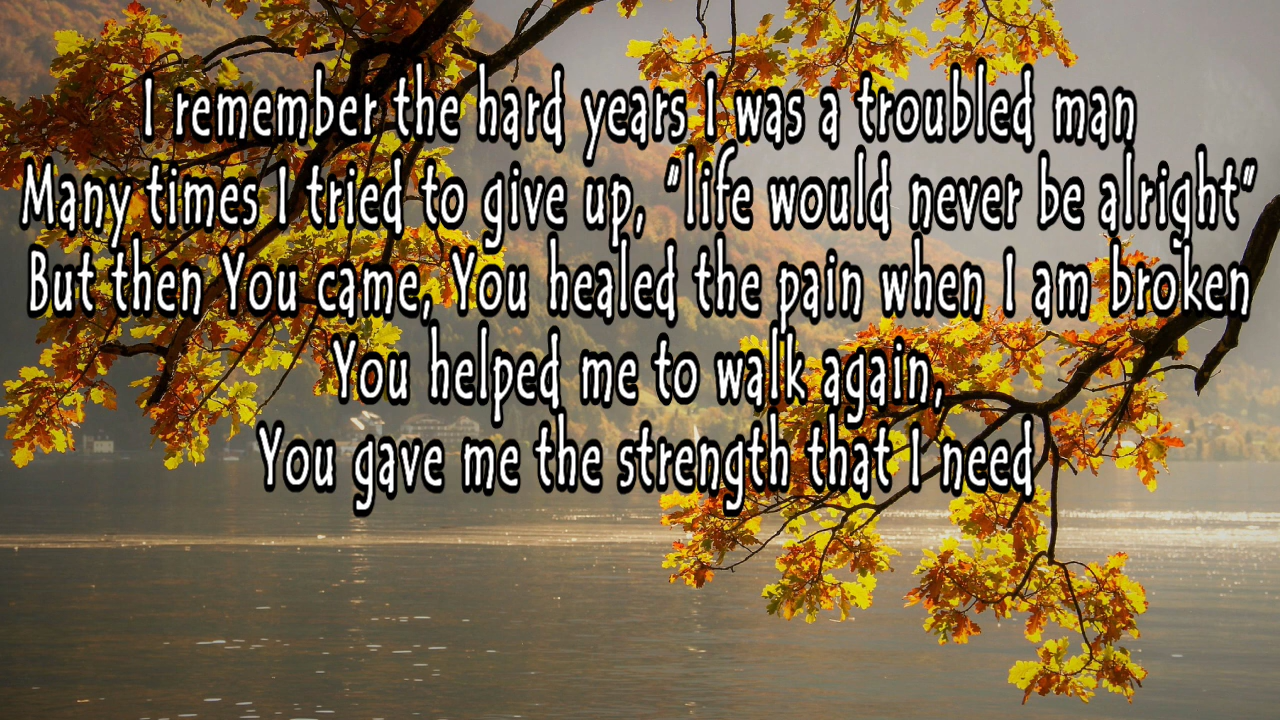 I remember the hard years I was a troubled man
Many times I tried to give up, "life would never be alright"
But then You came, You healed the pain when I am broken
You helped me to walk again,
You gave me the strength that I need